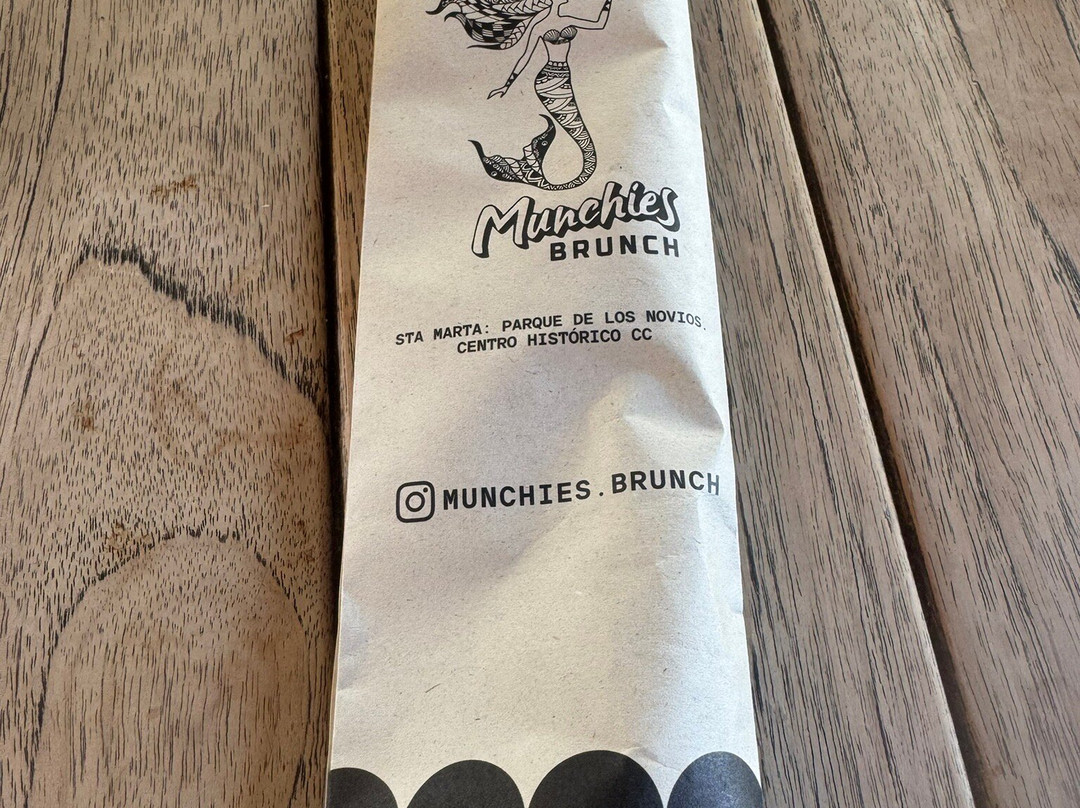 Munchies
BRUNCH
STA MARTA: PARQUE DE LOS NOVIOS.
CENTRO HISTÓRICO CC
MUNCHIES.BRUNCH